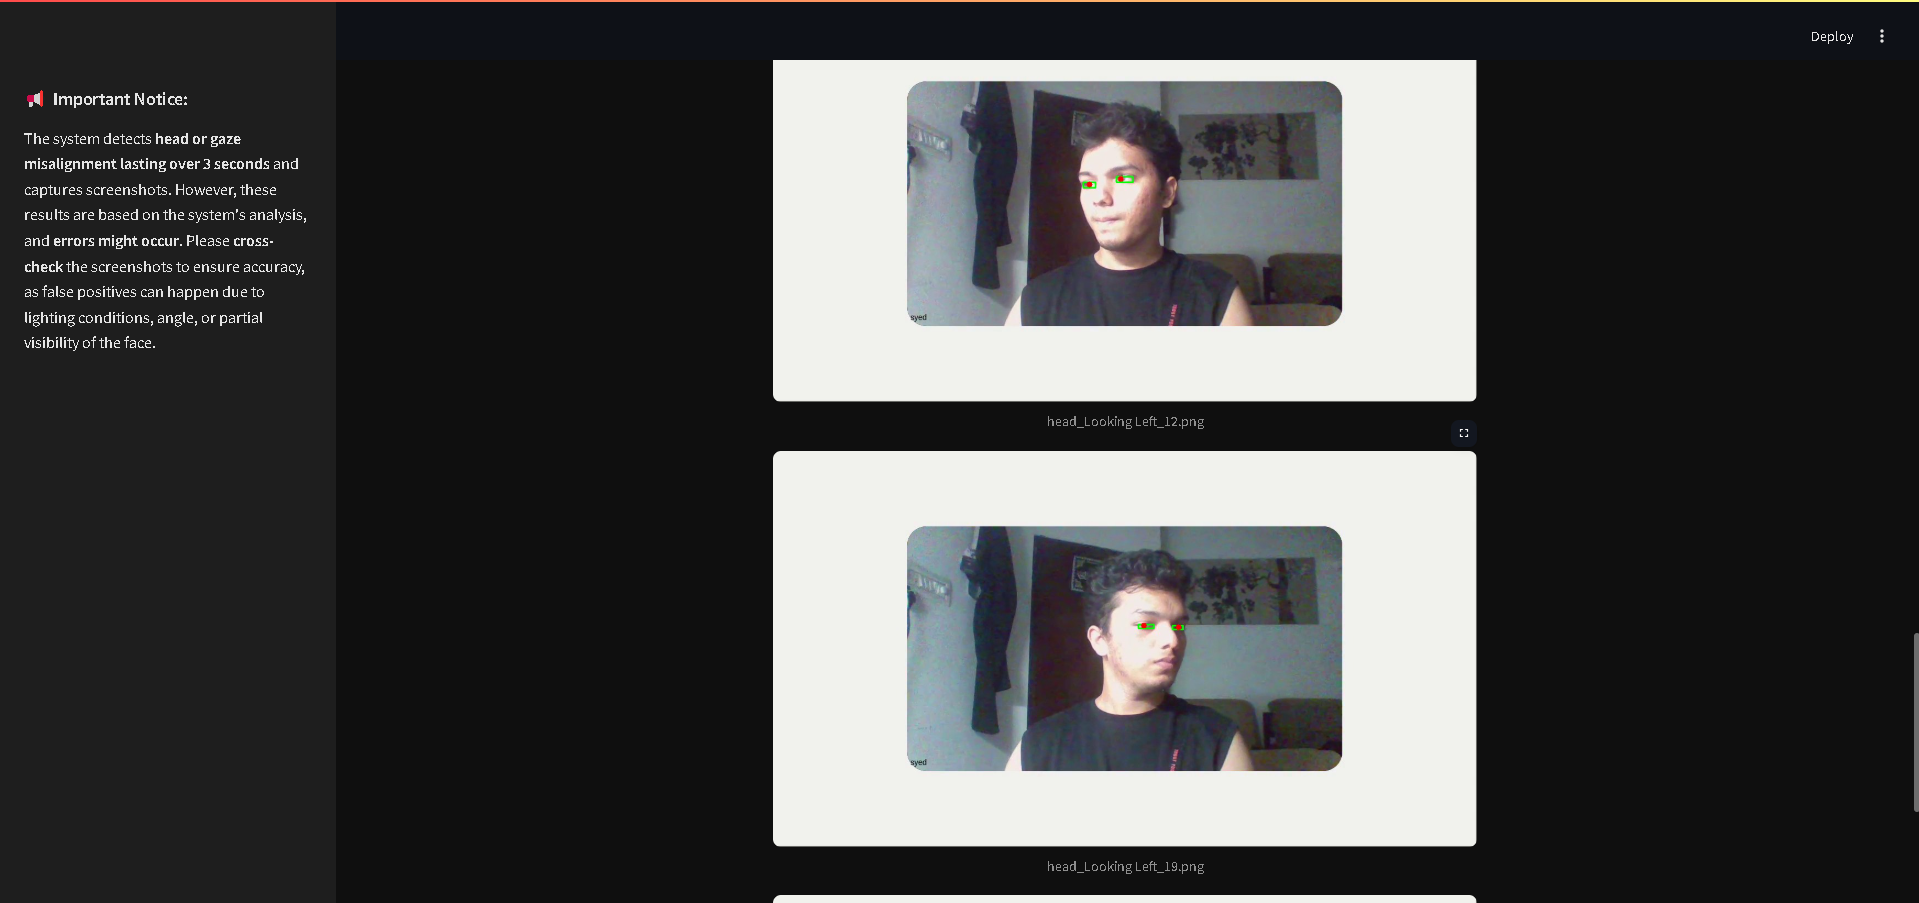 Deploy
Important Notice:
The system detects head or gaze
misalignment lasting over 3 seconds and
captures screenshots. However, these
results are based on the system's analysis,
and errors might occur. Please cross-
check the screenshots to ensure accuracy,
as false positives can happen due to
lighting conditions, angle, or partial
visibility of the face.
syed
head_Looking Left_12.png
syed
head_Looking Left_19.png